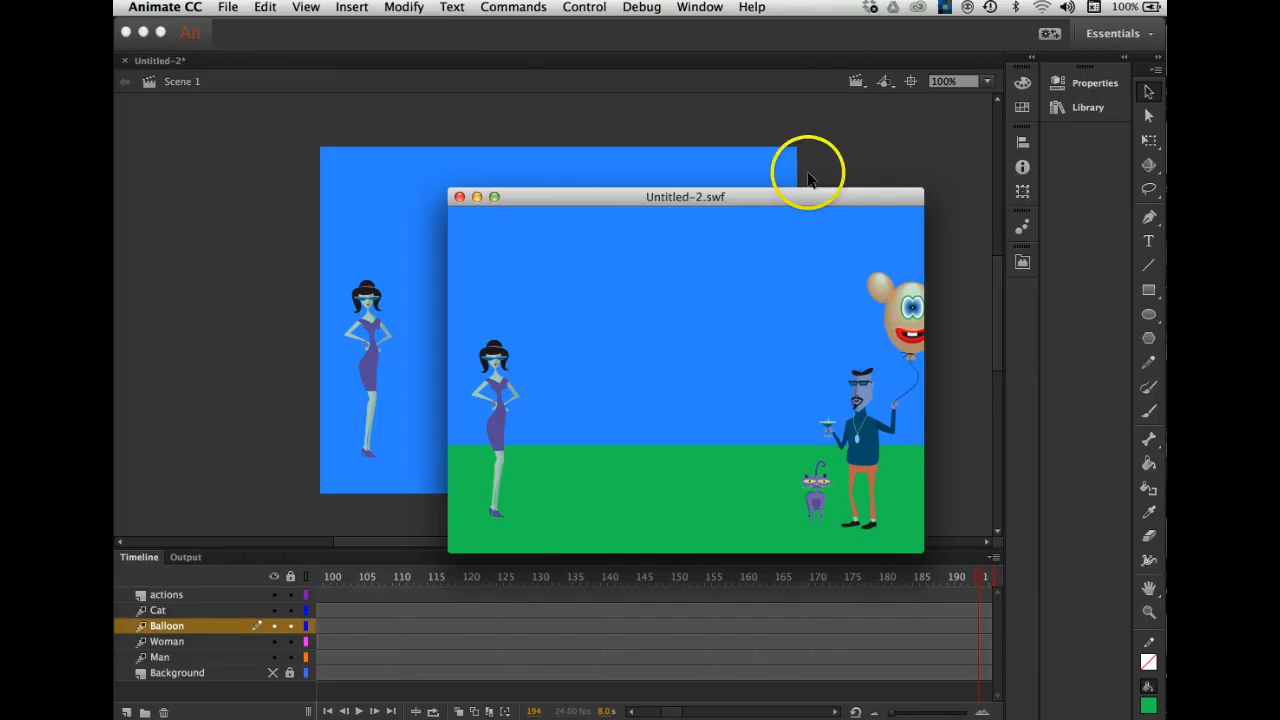 Animate CC File Edit View Insert Modify Text Commands Control Debug Window Help 100%
An Essentials
× Untitled-2*
Scene 1 100%
Properties
Library
Untitled-2.swf
Timeline Output
100 105 110 115 120 125 130 135 140 145 150 155 160 165 170 175 180 185 190 1
actions
Cat
Balloon
Woman
Man
Background
194 24.00 fps 8.0 s